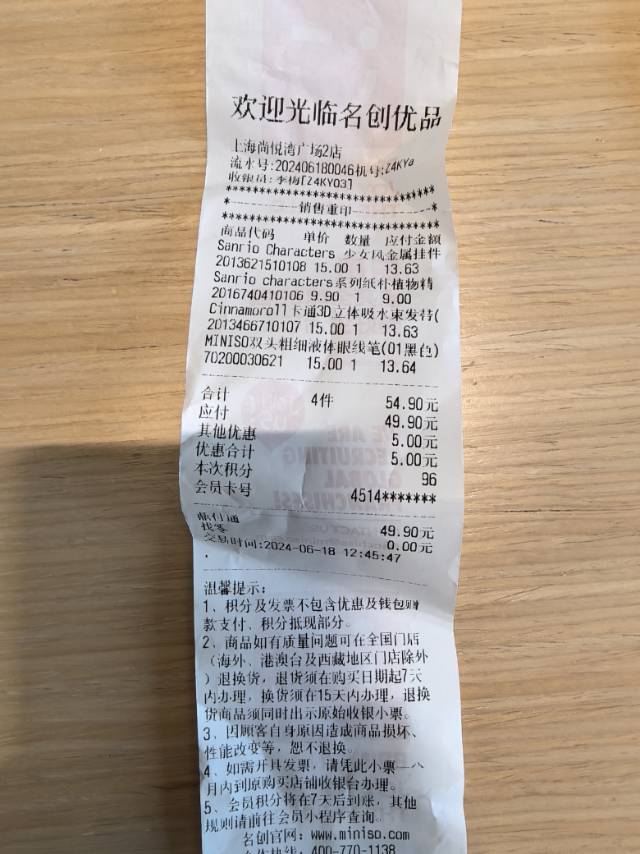 欢迎光临名创优品
上海尚悦湾广场2店
流水号:202406180046机号:Z4KYa
收银员:李梅[Z4KY03]
销售重印
商品代码 单价 数量 应付金额
Sanrio Characters 少女风金属挂件
2013621510108 15.00 1 13.63
Sanrio characters系列纸朴植物精
2016740410106 9.90 1 9.00
Cinnamoroll卡通3D立体吸水束发带(
2013466710107 15.00 1 13.63
MINISO双头粗细液体眼线笔(01黑色)
70200030621 15.00 1 13.64
合计 4件 54.90元
应付 49.90元
其他优惠 5.00元
优惠合计 5.00元
本次积分 96
会员卡号 4514*******
付通 49.90元
找零 0.00元
交易时间:2024-06-18 12:45:47
温馨提示:
1、积分及发票不包含优惠及钱包
款支付、积分抵现部分。
2、商品如有质量问题可在全国门店
(海外、港澳台及西藏地区门店除外
)退换货,退货须在购买日期起7天
内办理,换货须在15天内办理,退换
货商品须同时出示原始收银小票。
3、因顾客自身原因造成商品损坏、
性能改变等,恕不退换。
4、如需开具发票,请凭此小票
月内到原购买店铺收银台办理。
5、会员积分将在7天后到账,其他
规则请前往会员小程序查询。
名创官网:www.miniso.com
400-770-1138